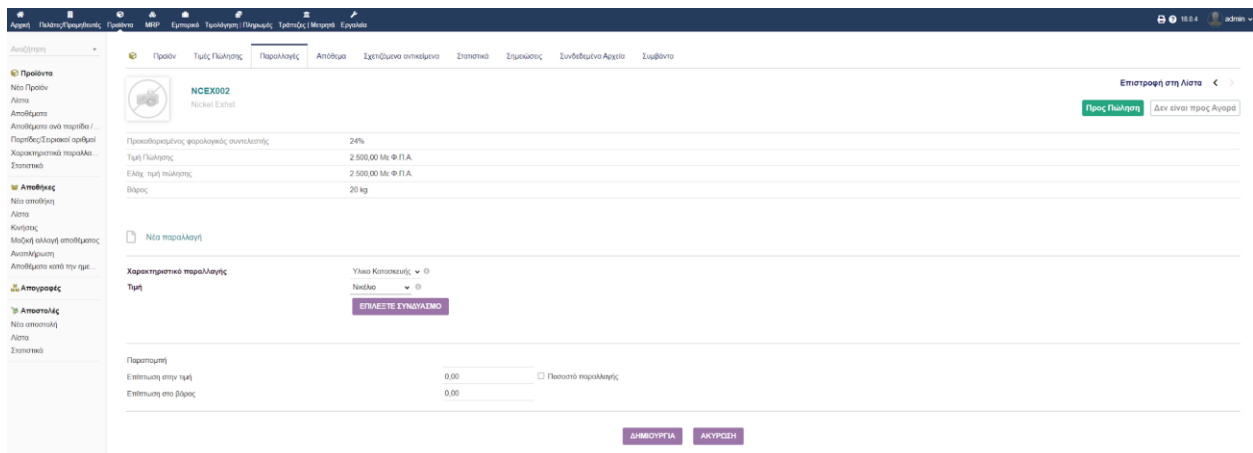 Αρχική Πελάτες/Προμηθευτές Προϊόντα MRP Εμπορικό Τιμολόγηση | Πληρωμές Τράπεζες | Μετρητά Εργαλεία 18.0.4 admin
Αναζήτηση
Προϊόν Τιμές Πώλησης Παραλλαγές Απόθεμα Σχετιζόμενα αντικείμενα Στατιστικά Σημειώσεις Συνδεδεμένα Αρχεία Συμβάντα
Προϊόντα
Νέο Προϊόν
Λίστα
Αποθέματα
Αποθέματα ανά παρτίδα /...
Παρτίδες/Σειριακοί αριθμοί
Χαρακτηριστικά παραλλα...
Στατιστικά
Αποθήκες
Νέα αποθήκη
Λίστα
Κινήσεις
Μαζική αλλαγή αποθέματος
Αναπλήρωση
Αποθέματα κατά την ημε...
Απογραφές
Αποστολές
Νέα αποστολή
Λίστα
Στατιστικά
NCEX002
Nickel Exhst
Επιστροφή στη Λίστα
Προς Πώληση Δεν είναι προς Αγορά
Προκαθορισμένος φορολογικός συντελεστής 24%
Τιμή Πώλησης 2.500,00 Με Φ.Π.Α.
Ελάχ. τιμή πώλησης 2.500,00 Με Φ.Π.Α.
Βάρος 20 kg
Νέα παραλλαγή
Χαρακτηριστικό παραλλαγής Υλικο Κατασκευής
Τιμή Νικέλιο
ΕΠΙΛΕΞΤΕ ΣΥΝΔΥΑΣΜΟ
Παραπομπή
Επίπτωση στην τιμή 0,00 Ποσοστό παραλλαγής
Επίπτωση στο βάρος 0,00
ΔΗΜΙΟΥΡΓΙΑ ΑΚΥΡΩΣΗ